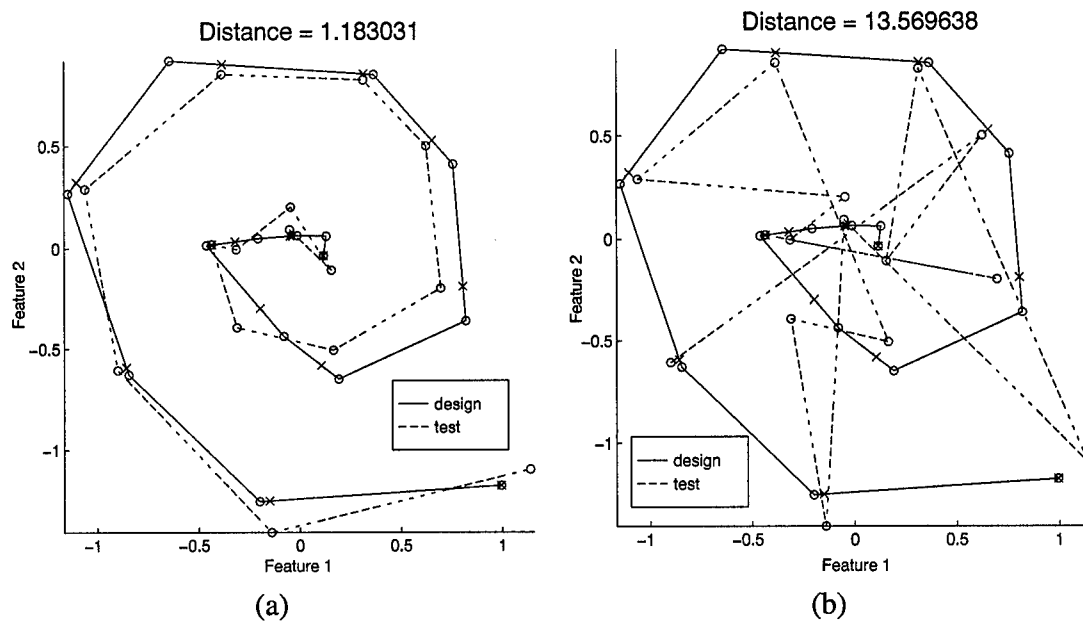 Distance = 1.183031
0.5
0
−0.5
−1
Feature 2
−1
−0.5
0
0.5
1
Feature 1
design
test
(a)
Distance = 13.569638
0.5
0
−0.5
−1
Feature 2
−1
−0.5
0
0.5
1
Feature 1
design
test
(b)